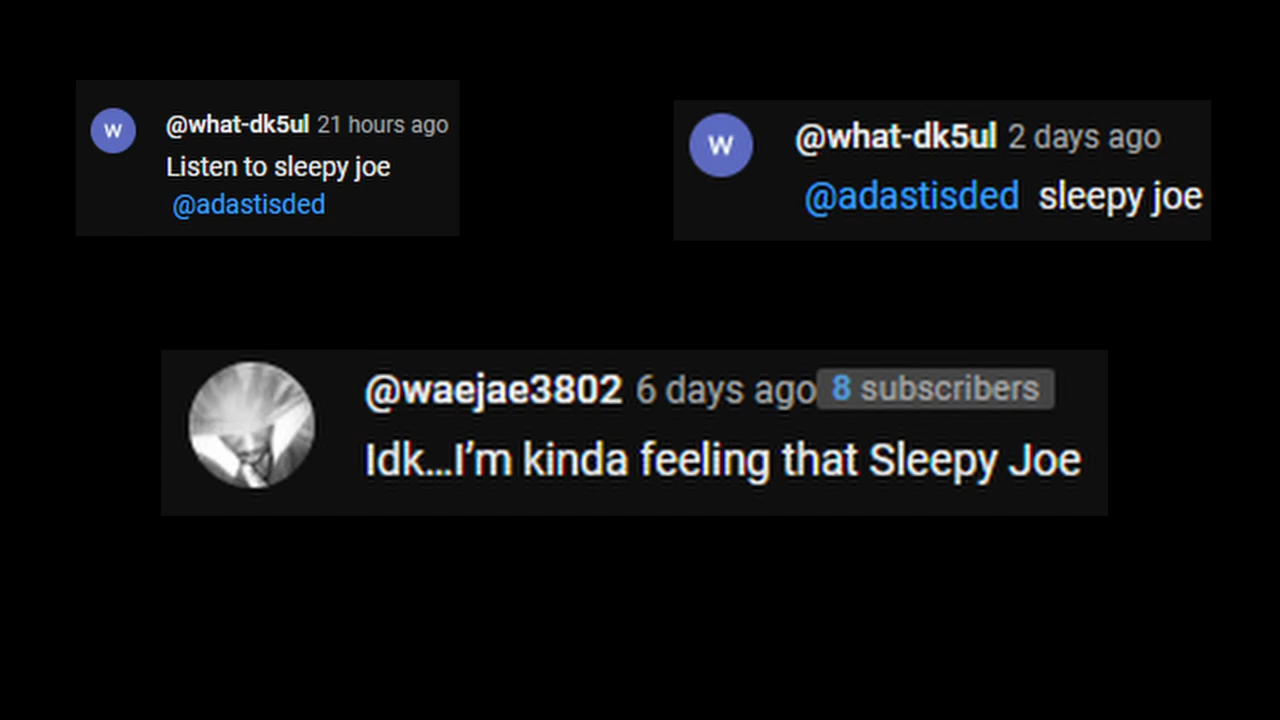 W
@what-dk5ul 21 hours ago
Listen to sleepy joe
@adastisded
W
@what-dk5ul 2 days ago
@adastisded sleepy joe
@waejae3802 6 days ago 8 subscribers
Idk...I'm kinda feeling that Sleepy Joe